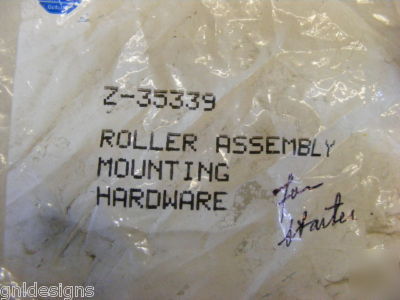 Z-35339
ROLLER ASSEMBLY
MOUNTING
HARDWARE
for
starter.
ghldesigns